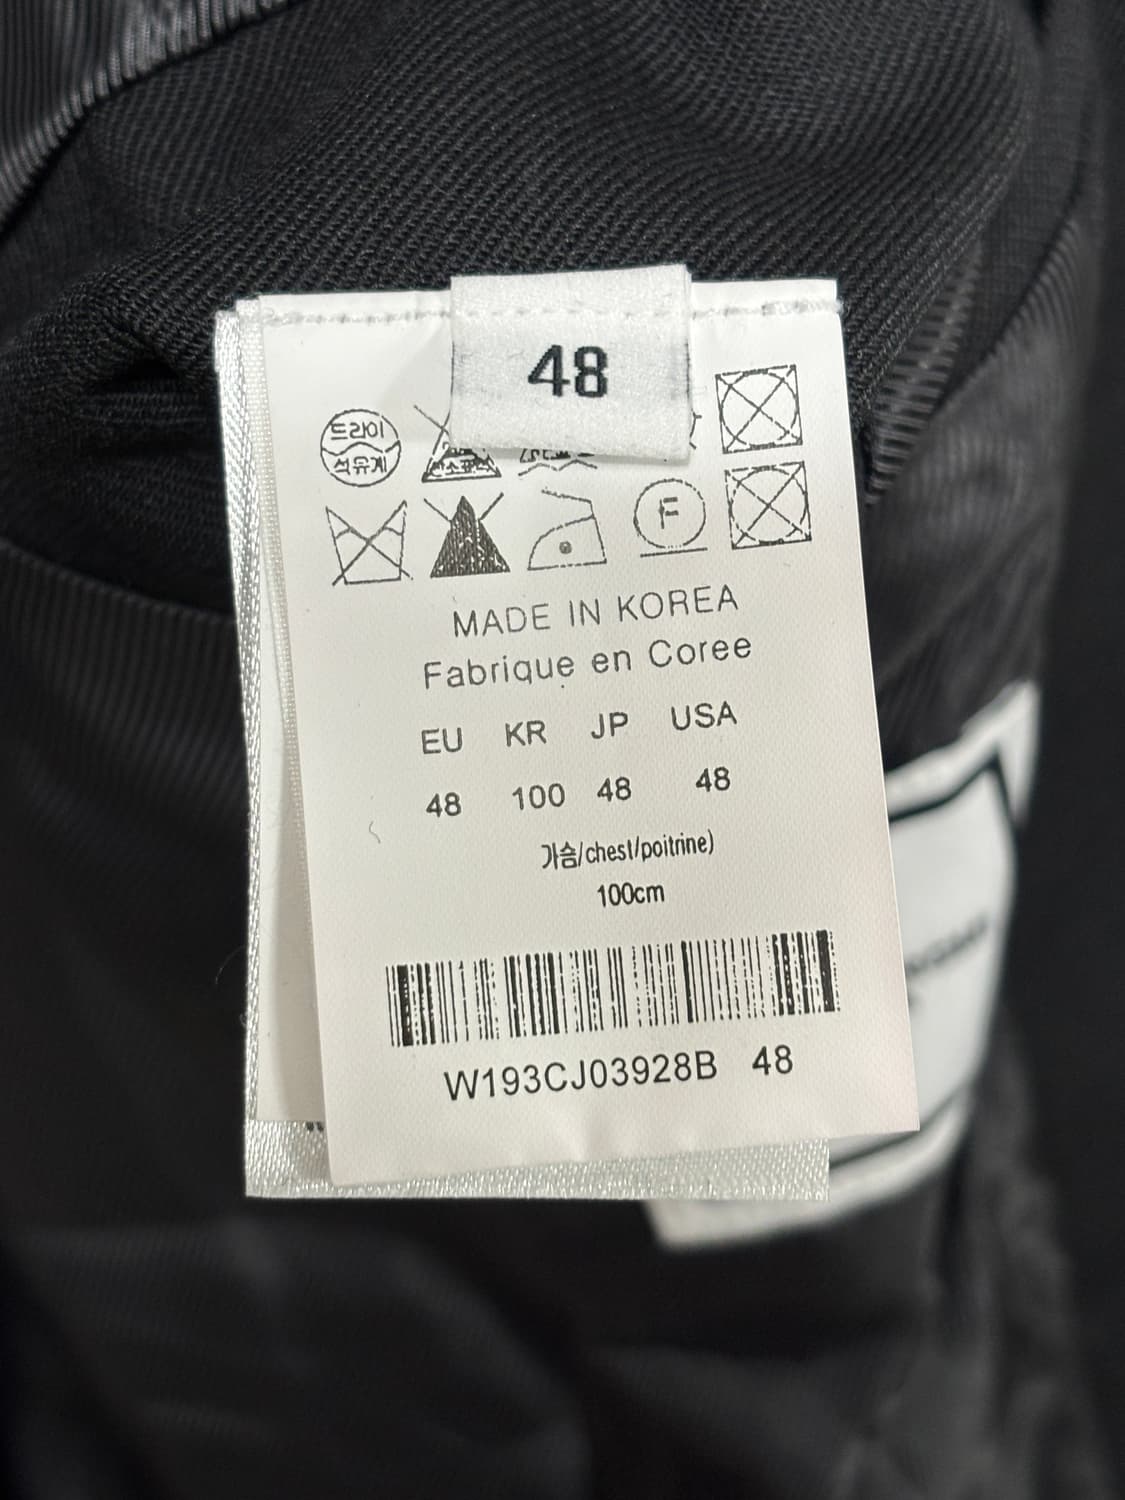 48
드라이
석유계
F
MADE IN KOREA
Fabrique en Coree
EU KR JP USA
48 100 48 48
가슴/chest/poitrine)
100cm
W193CJ03928B 48